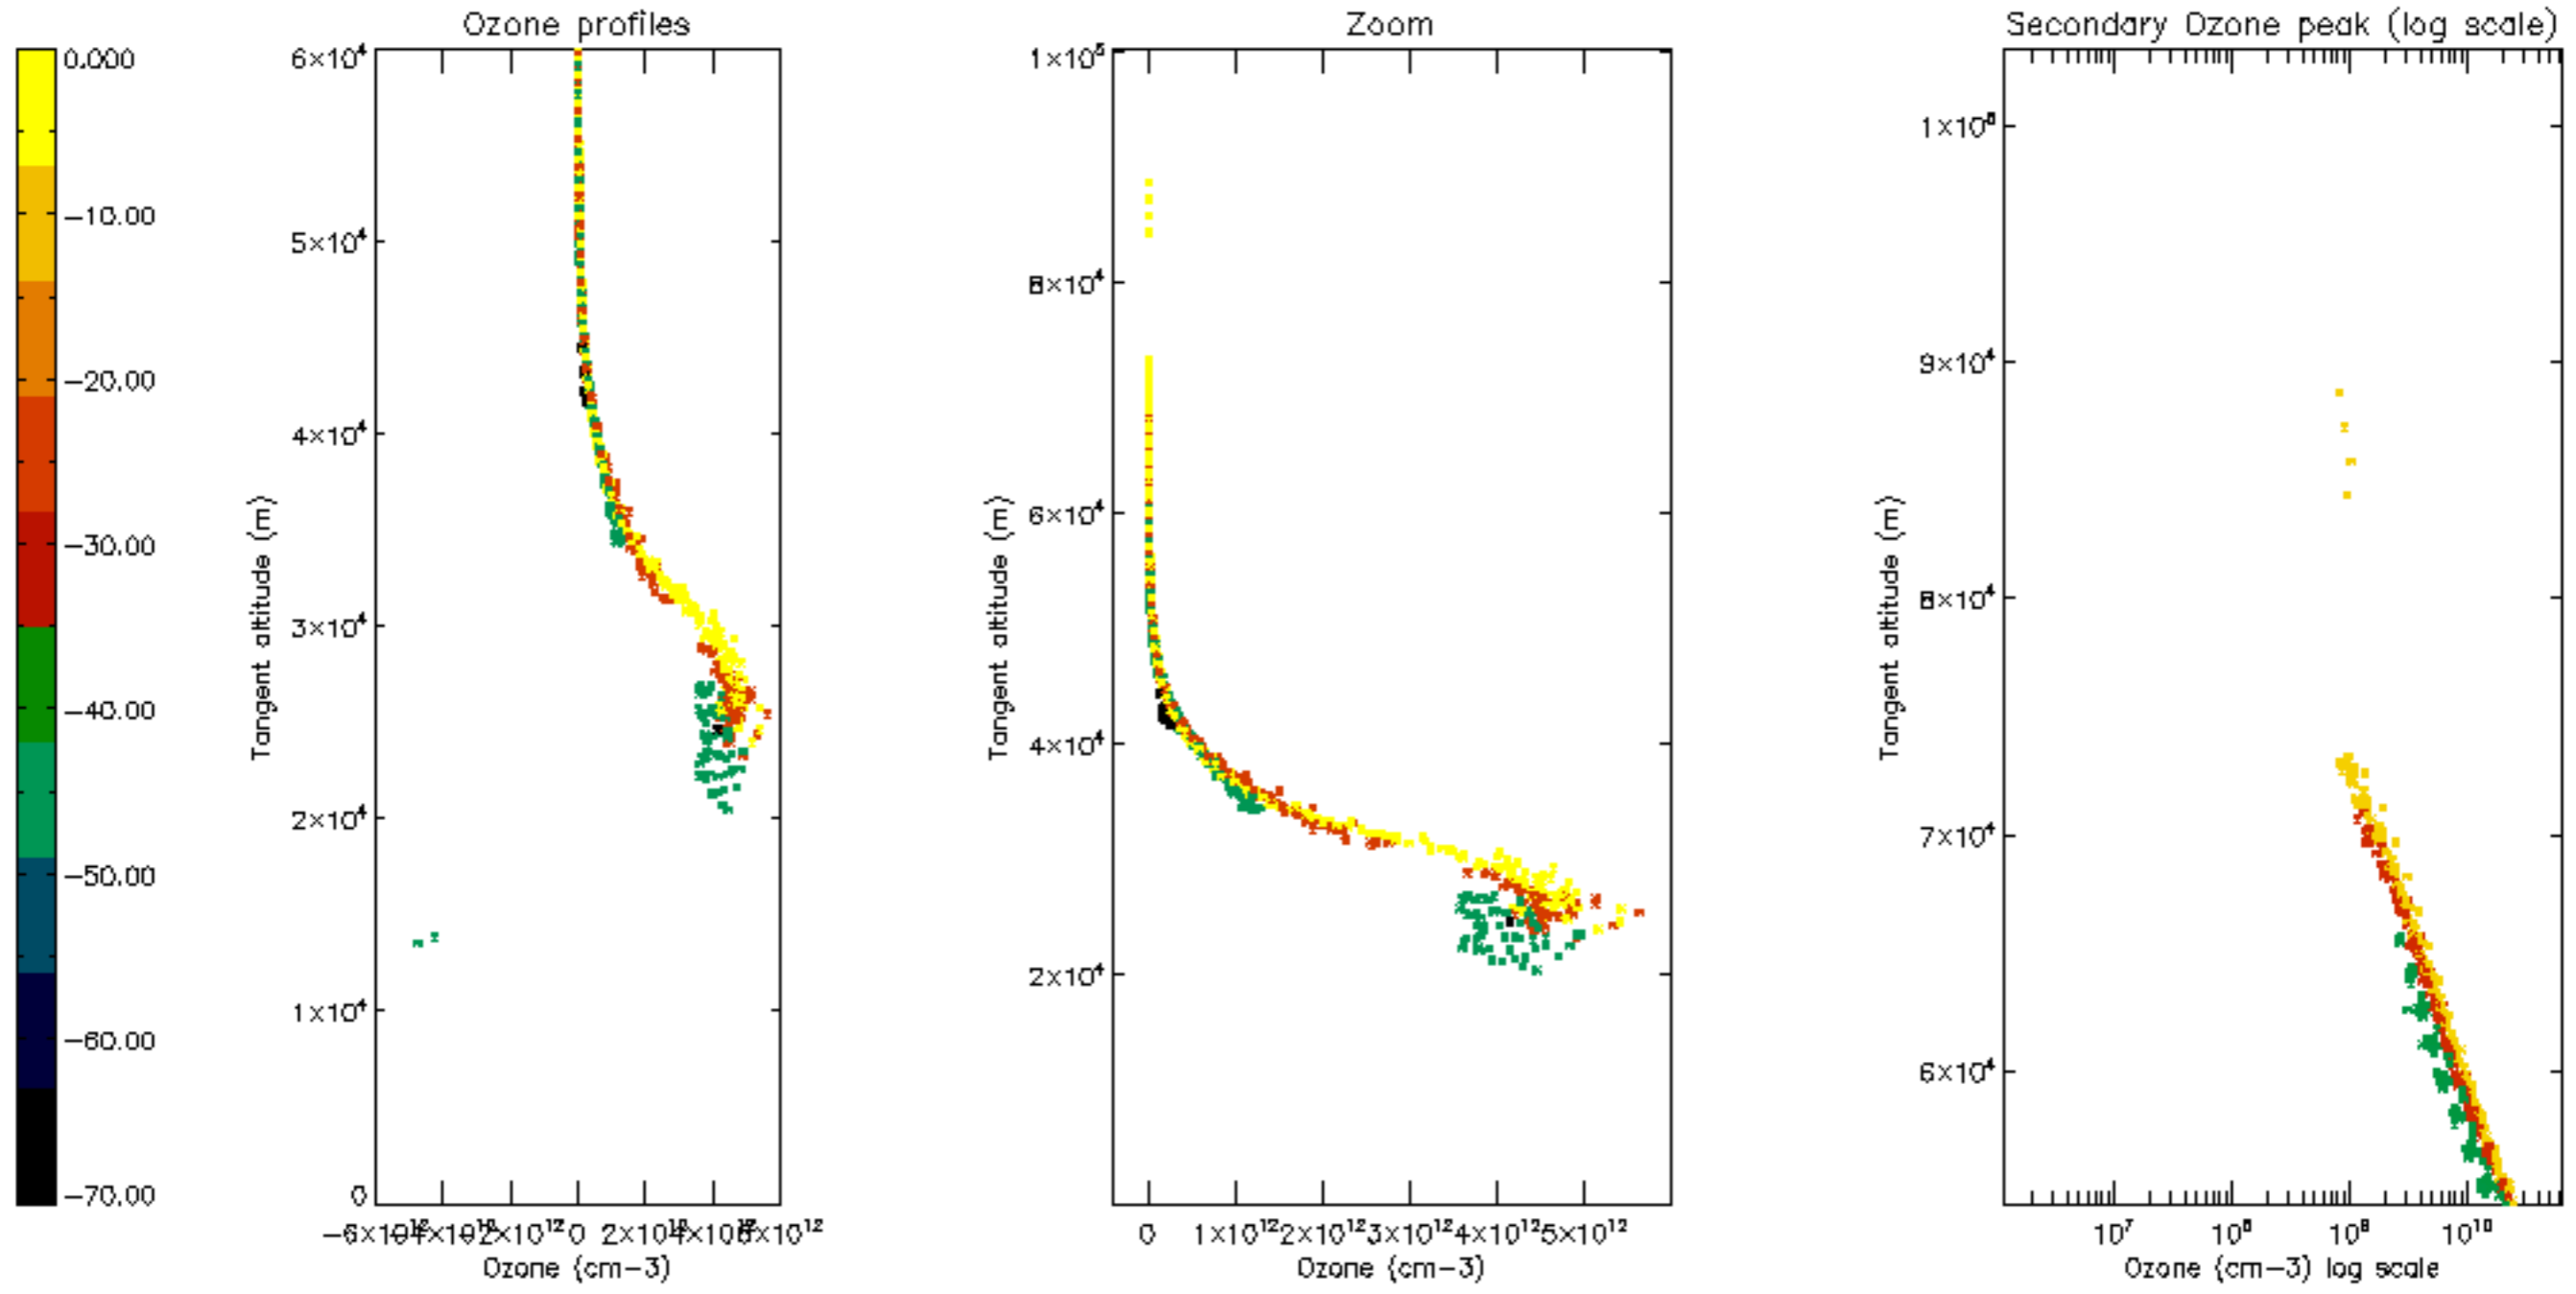 Ozone profiles
Zoom
Secondary Ozone peak (log scale)
0.000
−10.00
−20.00
−30.00
−40.00
−50.00
−60.00
−70.00
6×10⁴
5×10⁴
4×10⁴
3×10⁴
2×10⁴
1×10⁴
0
Tangent altitude (m)
0
Ozone (cm−3)
1×10⁵
8×10⁴
6×10⁴
4×10⁴
2×10⁴
Tangent altitude (m)
0 1×10¹² 2×10¹² 3×10¹² 4×10¹² 5×10¹²
Ozone (cm−3)
9×10⁴
8×10⁴
7×10⁴
6×10⁴
Tangent altitude (m)
10⁷ 10⁸ 10⁹ 10¹⁰
Ozone (cm−3) log scale